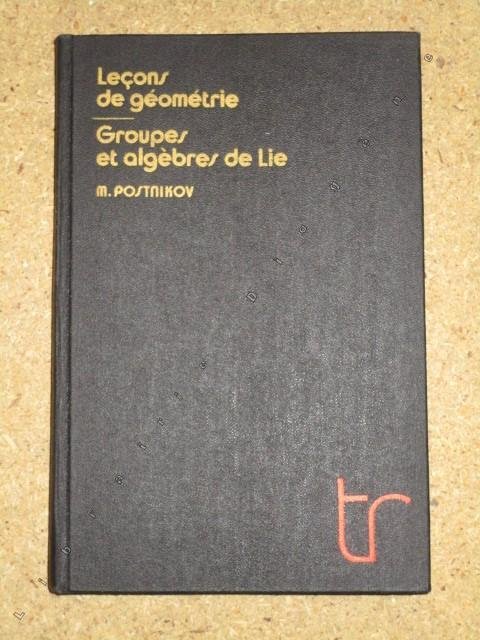 Leçons
de géométrie
Groupes
et algèbres de Lie
M. POSTNIKOV
tr